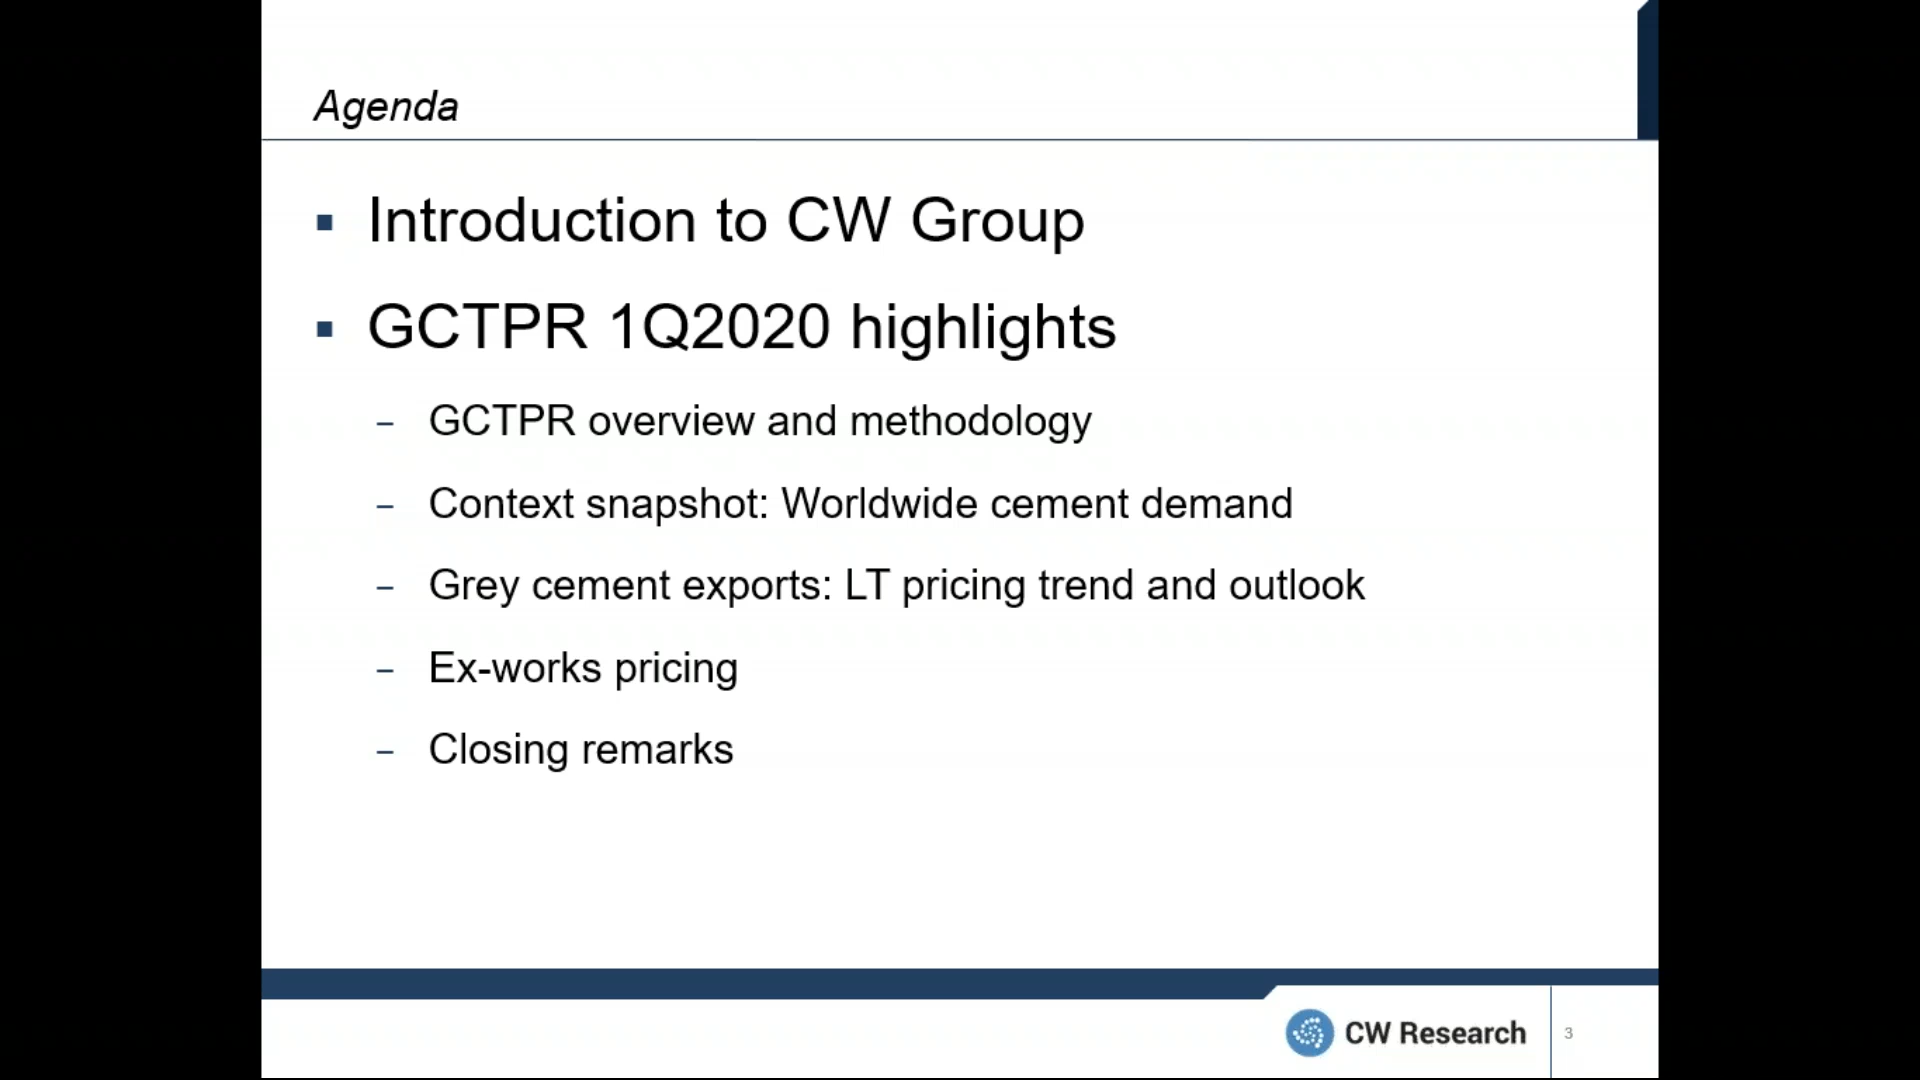 Agenda
▪ Introduction to CW Group
▪ GCTPR 1Q2020 highlights
– GCTPR overview and methodology
– Context snapshot: Worldwide cement demand
– Grey cement exports: LT pricing trend and outlook
– Ex-works pricing
– Closing remarks
CW Research
3